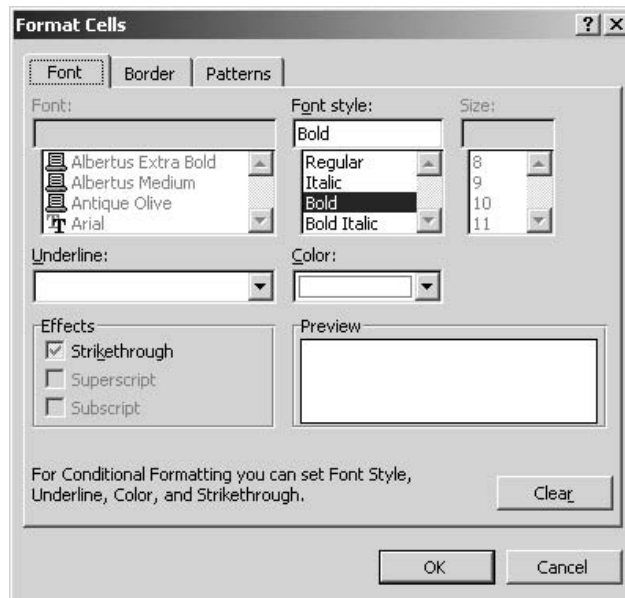 Format Cells
Font Border Patterns
Font: Font style: Size:
Bold
Albertus Extra Bold Regular 8
Albertus Medium Italic 9
Antique Olive Bold 10
Arial Bold Italic 11
Underline: Color:
Effects Preview
Strikethrough
Superscript
Subscript
For Conditional Formatting you can set Font Style,
Underline, Color, and Strikethrough.
Clear
OK Cancel